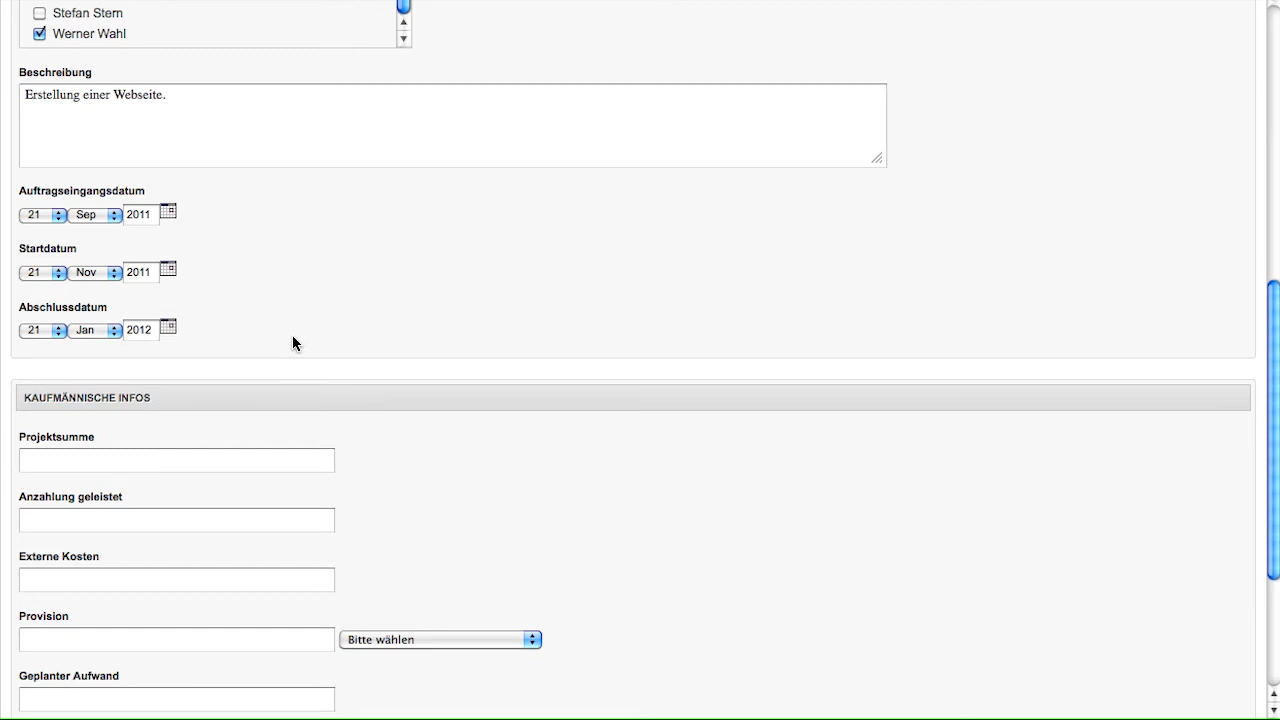 Stefan Stern
Werner Wahl
Beschreibung
Erstellung einer Webseite.
Auftragseingangsdatum
21 Sep 2011
Startdatum
21 Nov 2011
Abschlussdatum
21 Jan 2012
KAUFMÄNNISCHE INFOS
Projektsumme
Anzahlung geleistet
Externe Kosten
Provision
Bitte wählen
Geplanter Aufwand